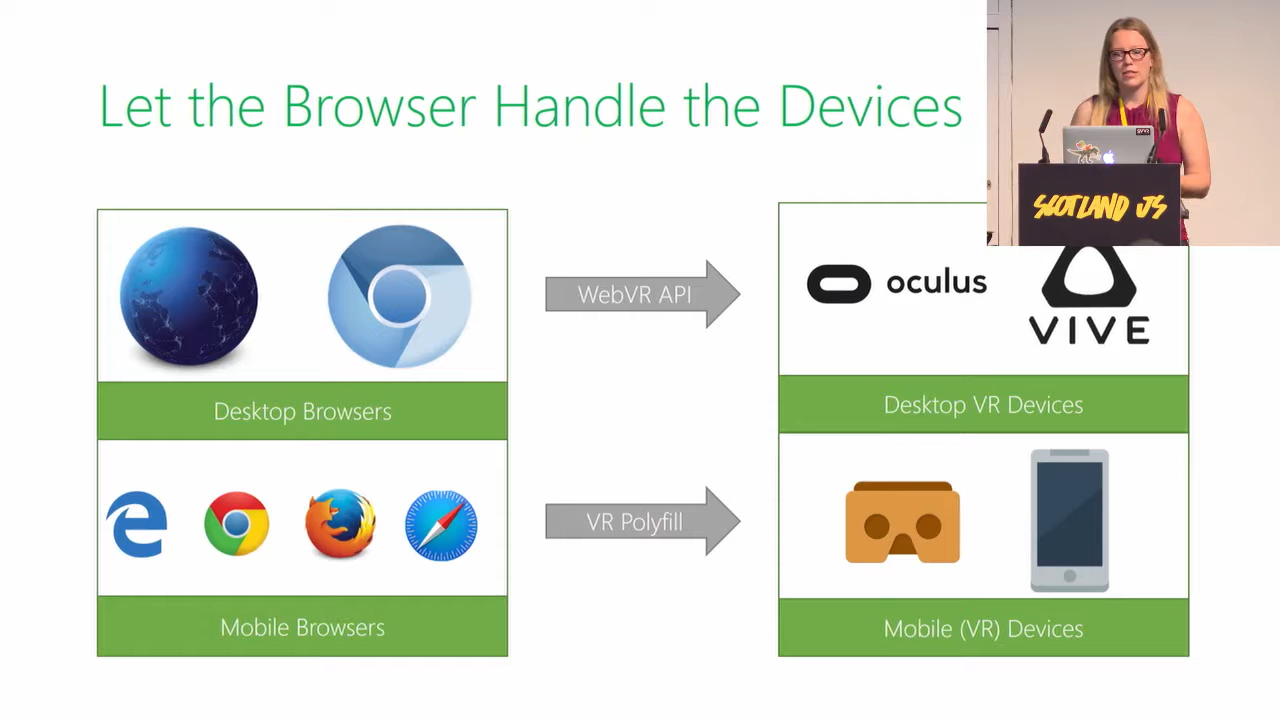 Let the Browser Handle the Devices
SCOTLAND JS
WebVR API
oculus
VIVE
Desktop Browsers
Desktop VR Devices
VR Polyfill
Mobile Browsers
Mobile (VR) Devices